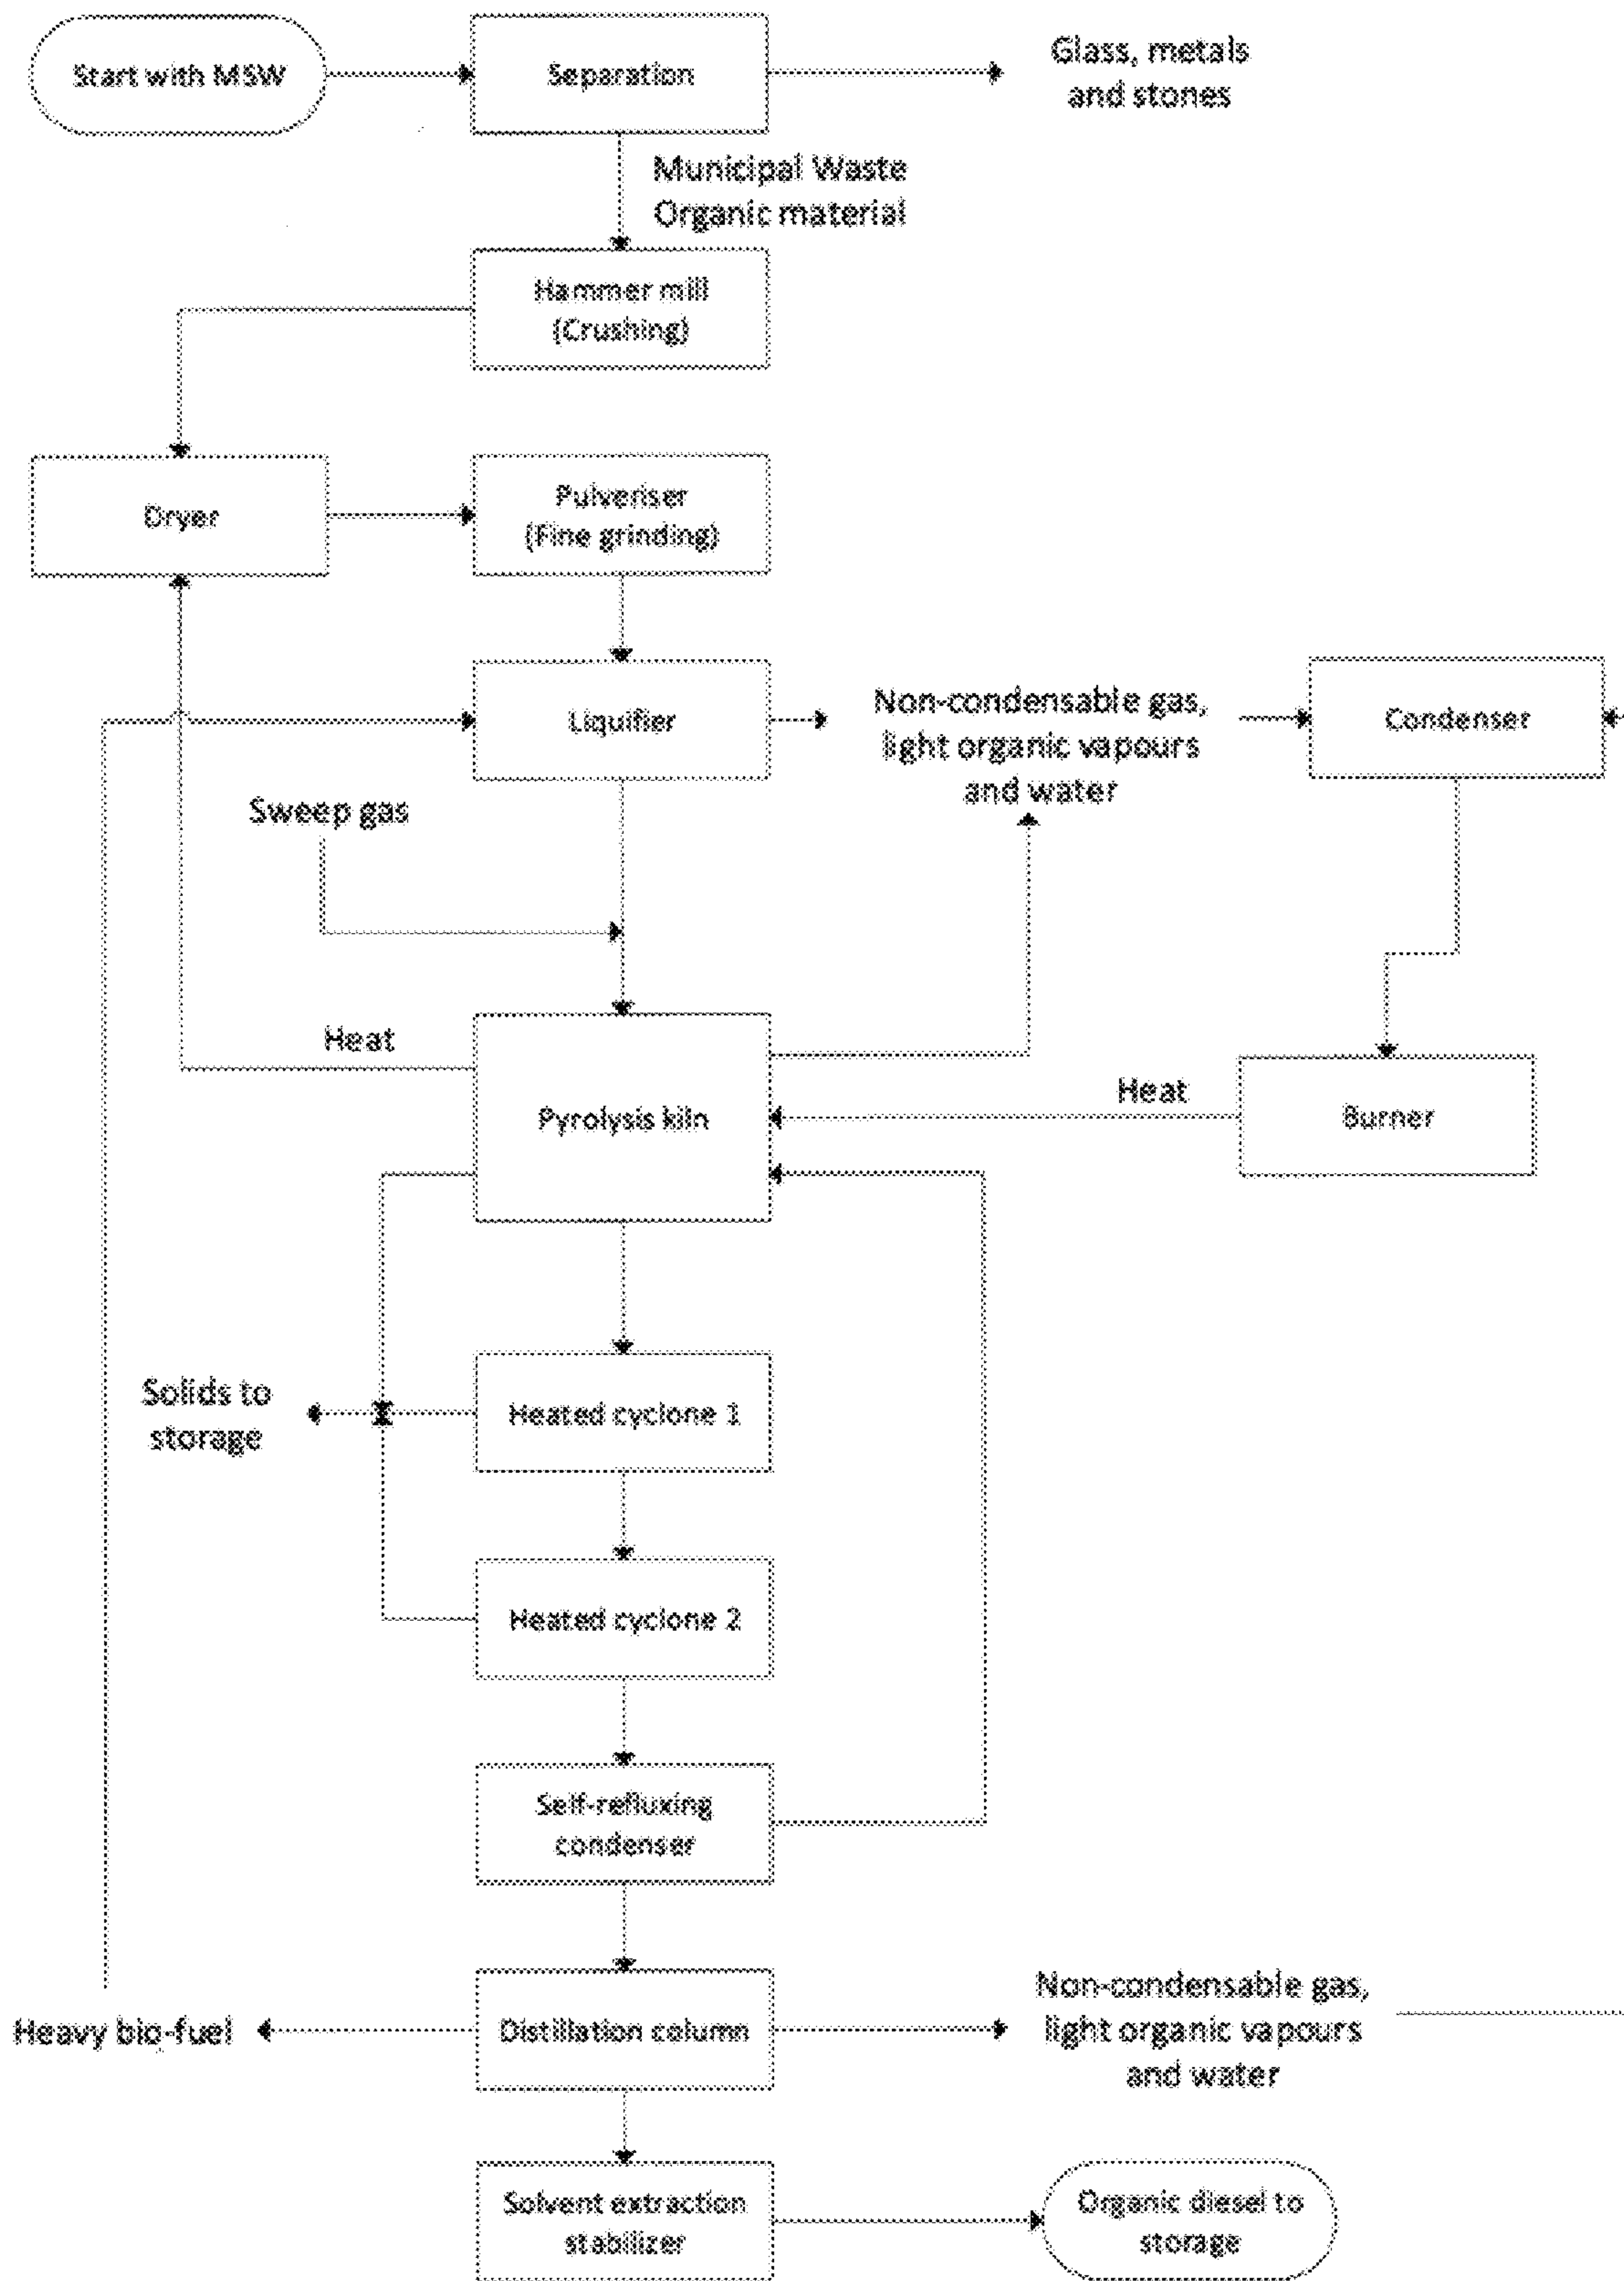 Start with MSW
Separation
Glass, metals
and stones
Municipal Waste
Organic material
Hammer mill
(Crushing)
Dryer
Pulveriser
(Fine grinding)
Liquifier
Non-condensable gas,
light organic vapours
and water
Condenser
Sweep gas
Heat
Pyrolysis kiln
Heat
Burner
Solids to
storage
Heated cyclone 1
Heated cyclone 2
Self-refluxing
condenser
Heavy bio-fuel
Distillation column
Non-condensable gas,
light organic vapours
and water
Solvent extraction
stabilizer
Organic diesel to
storage